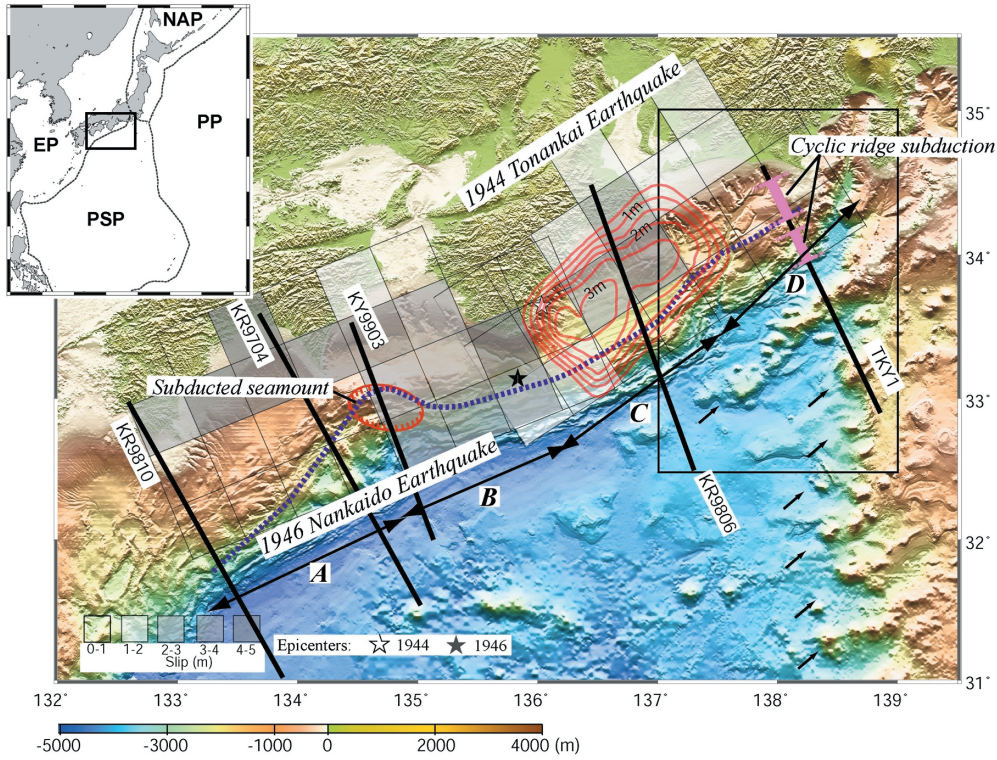 NAP
EP
PP
PSP
1944 Tonankai Earthquake
Cyclic ridge subduction
35°
1m
2m
3m
34°
D
KR9704
KY9903
TKY1
Subducted seamount
33°
C
KR9810
KR9806
1946 Nankaido Earthquake
B
32°
A
0-1
1-2
2-3
3-4
4-5
Slip (m)
Epicenters:
1944
1946
31°
132°
133°
134°
135°
136°
137°
138°
139°
-5000
-3000
-1000
0
2000
4000 (m)